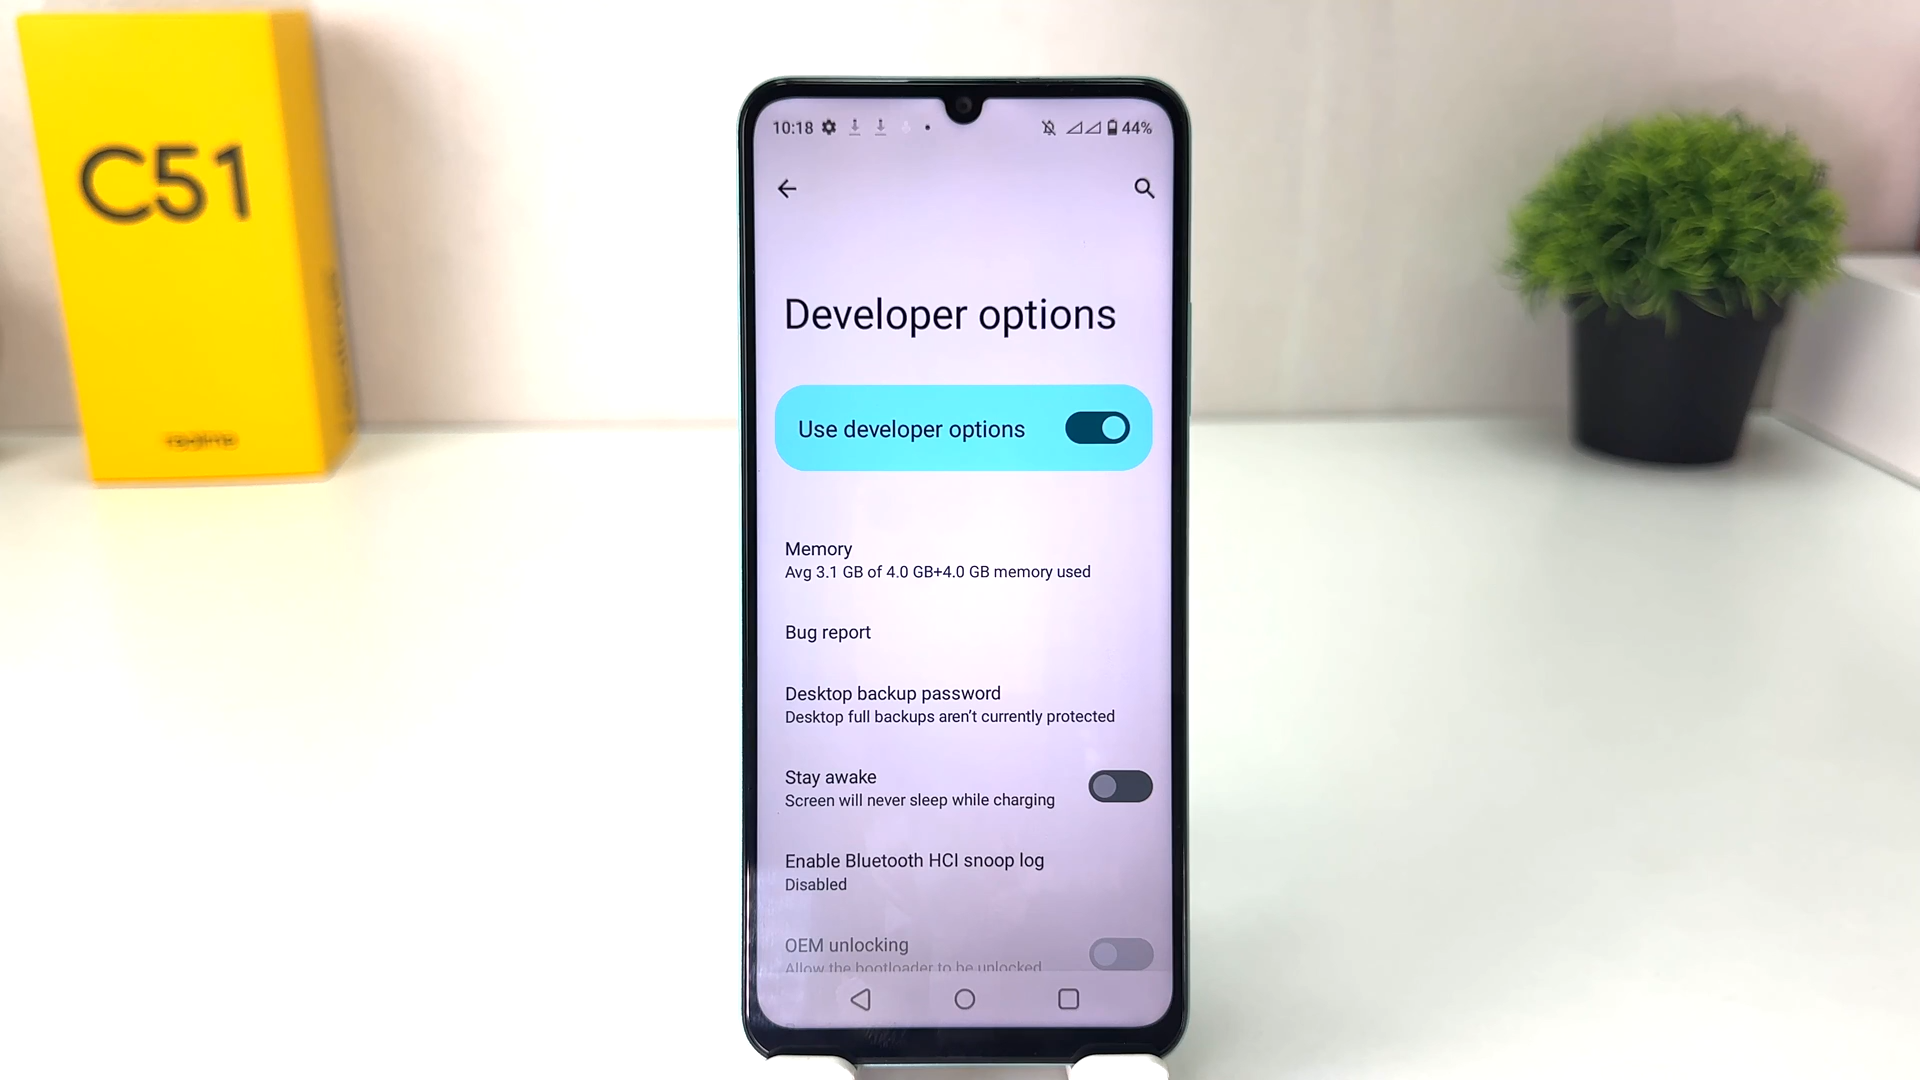 C51
realme
10:18
44%
Developer options
Use developer options
Memory
Avg 3.1 GB of 4.0 GB+4.0 GB memory used
Bug report
Desktop backup password
Desktop full backups aren’t currently protected
Stay awake
Screen will never sleep while charging
Enable Bluetooth HCI snoop log
Disabled
OEM unlocking
Allow the bootloader to be unlocked